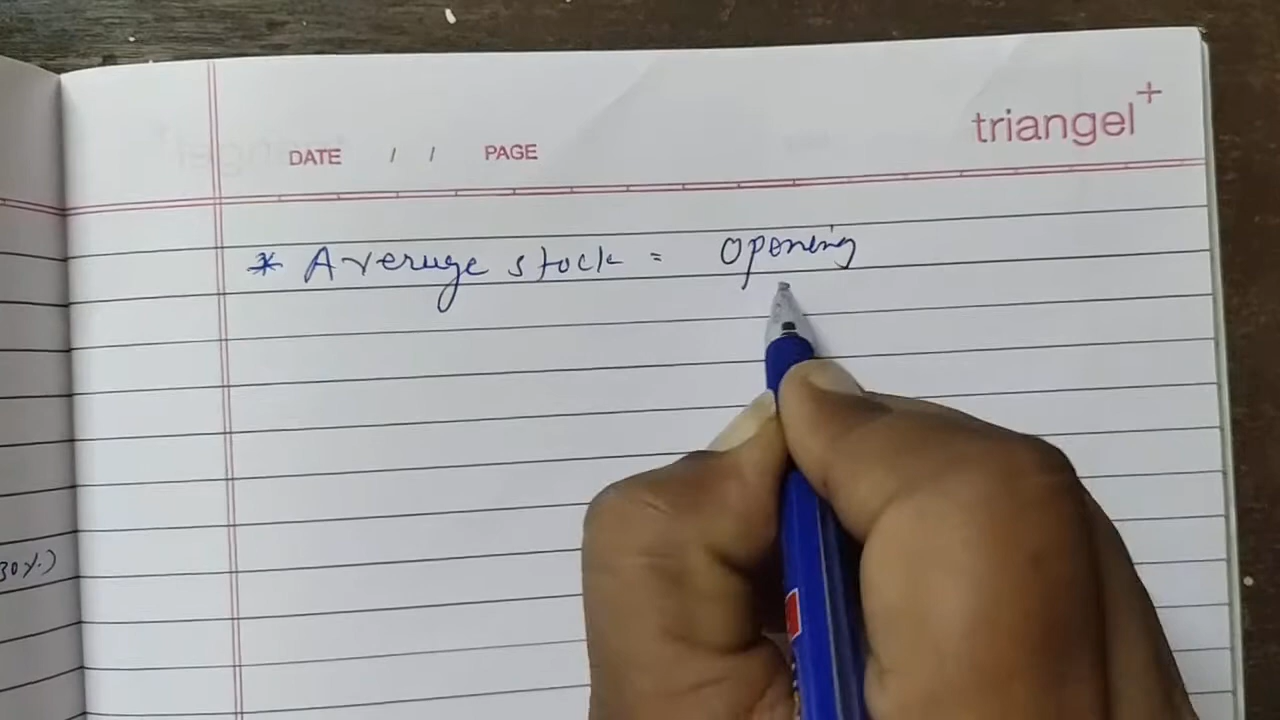 triangel+
DATE / / PAGE
* Average stock = opening
30%.)